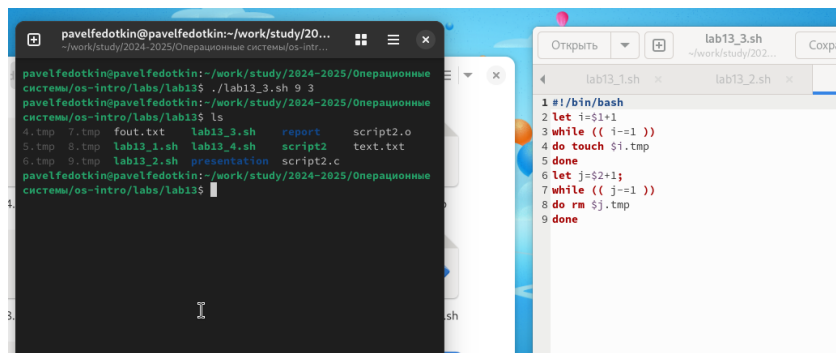 pavelfedotkin@pavelfedotkin:~/work/study/20...
~/work/study/2024-2025/Операционные системы/os-intr...
pavelfedotkin@pavelfedotkin:~/work/study/2024-2025/Операционные
системы/os-intro/labs/lab13$ ./lab13_3.sh 9 3
pavelfedotkin@pavelfedotkin:~/work/study/2024-2025/Операционные
системы/os-intro/labs/lab13$ ls
4.tmp 7.tmp fout.txt lab13_3.sh report script2.o
5.tmp 8.tmp lab13_1.sh lab13_4.sh script2 text.txt
6.tmp 9.tmp lab13_2.sh presentation script2.c
pavelfedotkin@pavelfedotkin:~/work/study/2024-2025/Операционные
системы/os-intro/labs/lab13$
.sh
Открыть
lab13_3.sh
~/work/study/202...
Сохр
lab13_1.sh
lab13_2.sh
1 #!/bin/bash
2 let i=$1+1
3 while (( i-=1 ))
4 do touch $i.tmp
5 done
6 let j=$2+1;
7 while (( j-=1 ))
8 do rm $j.tmp
9 done